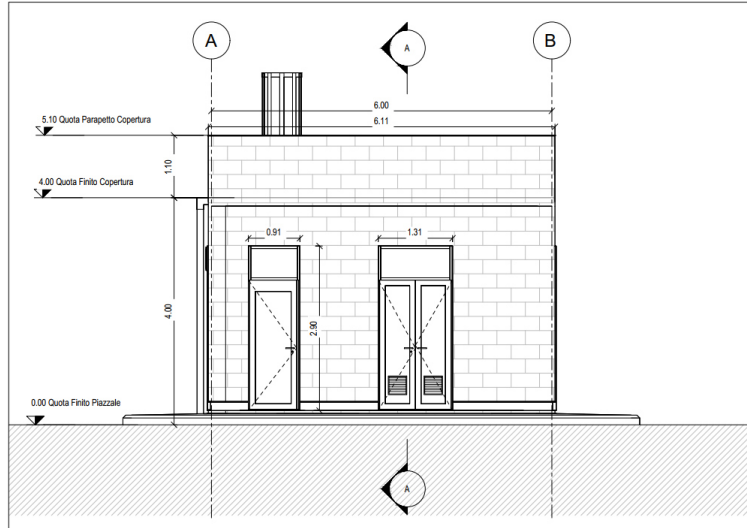 A
B
A
6.00
6.11
5.10 Quota Parapetto Copertura
1.10
4.00 Quota Finito Copertura
0.91
1.31
2.90
4.00
0.00 Quota Finito Piazzale
A